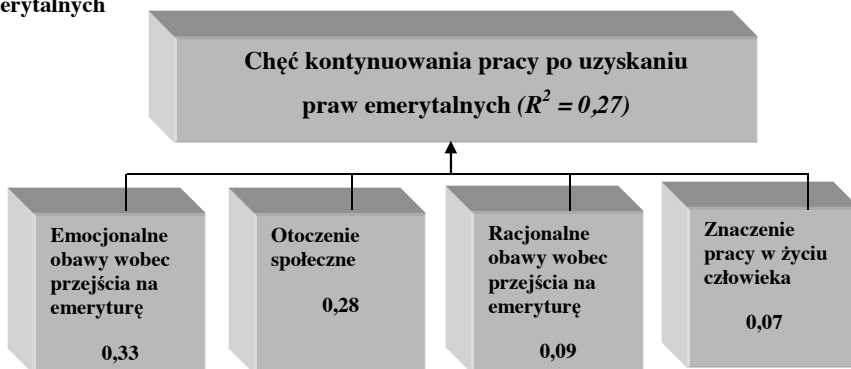 erytalnych
Chęć kontynuowania pracy po uzyskaniu
praw emerytalnych (R² = 0,27)
Emocjonalne
obawy wobec
przejścia na
emeryturę
0,33
Otoczenie
społeczne
0,28
Racjonalne
obawy wobec
przejścia na
emeryturę
0,09
Znaczenie
pracy w życiu
człowieka
0,07